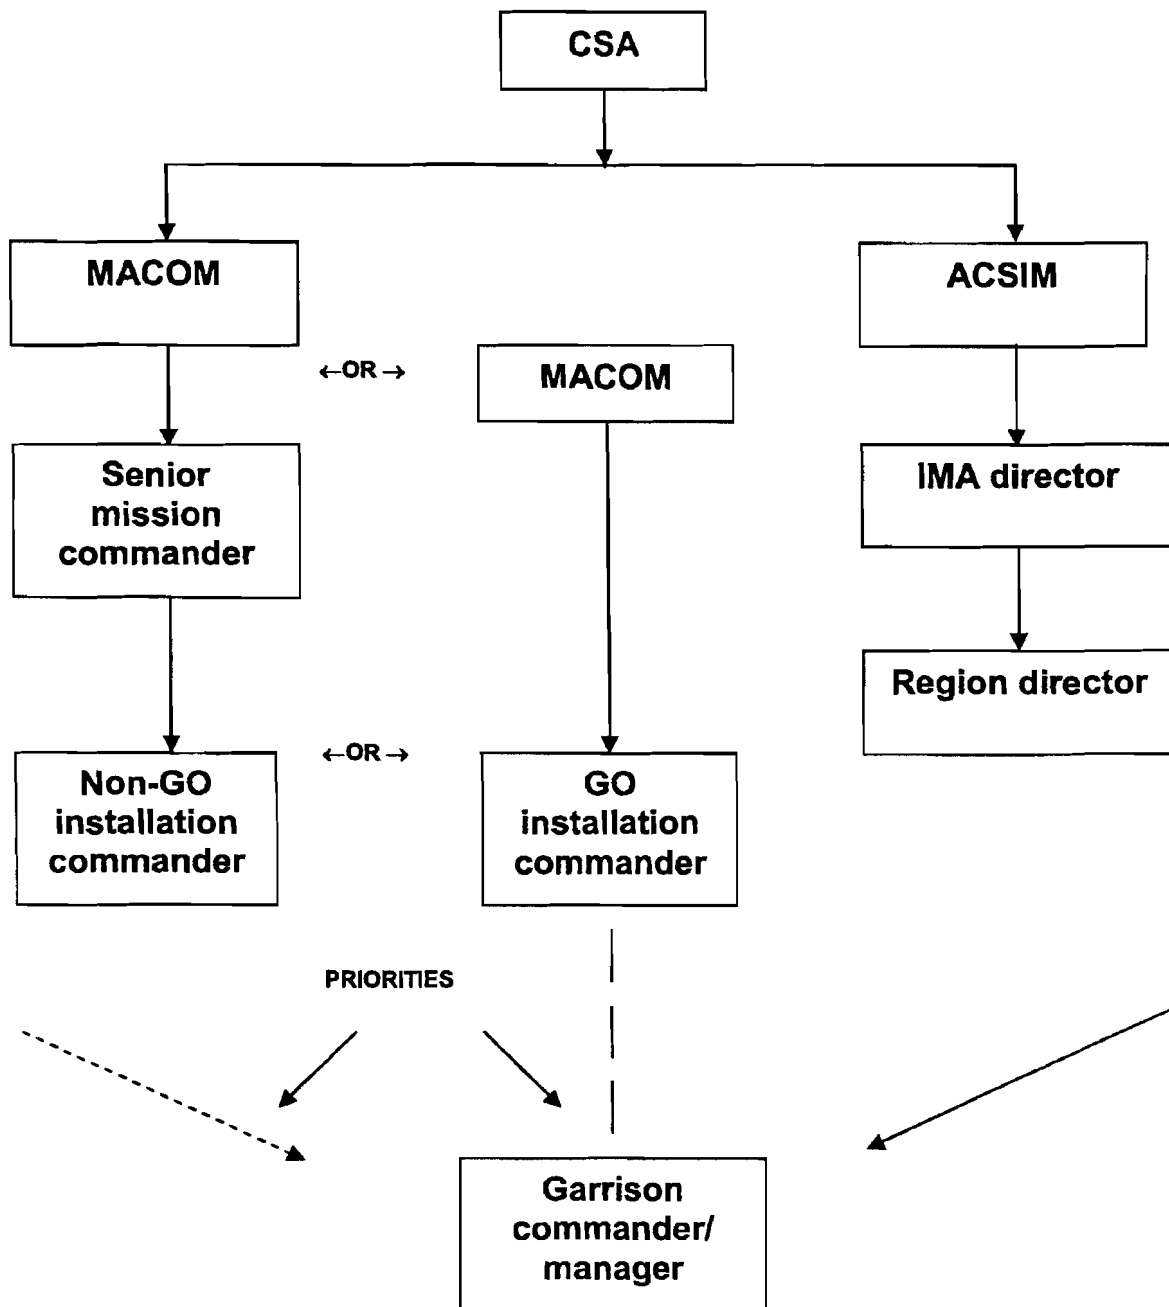 CSA
MACOM
ACSIM
←OR→
MACOM
Senior
mission
commander
IMA director
Region director
Non-GO
installation
commander
←OR→
GO
installation
commander
PRIORITIES
Garrison
commander/
manager